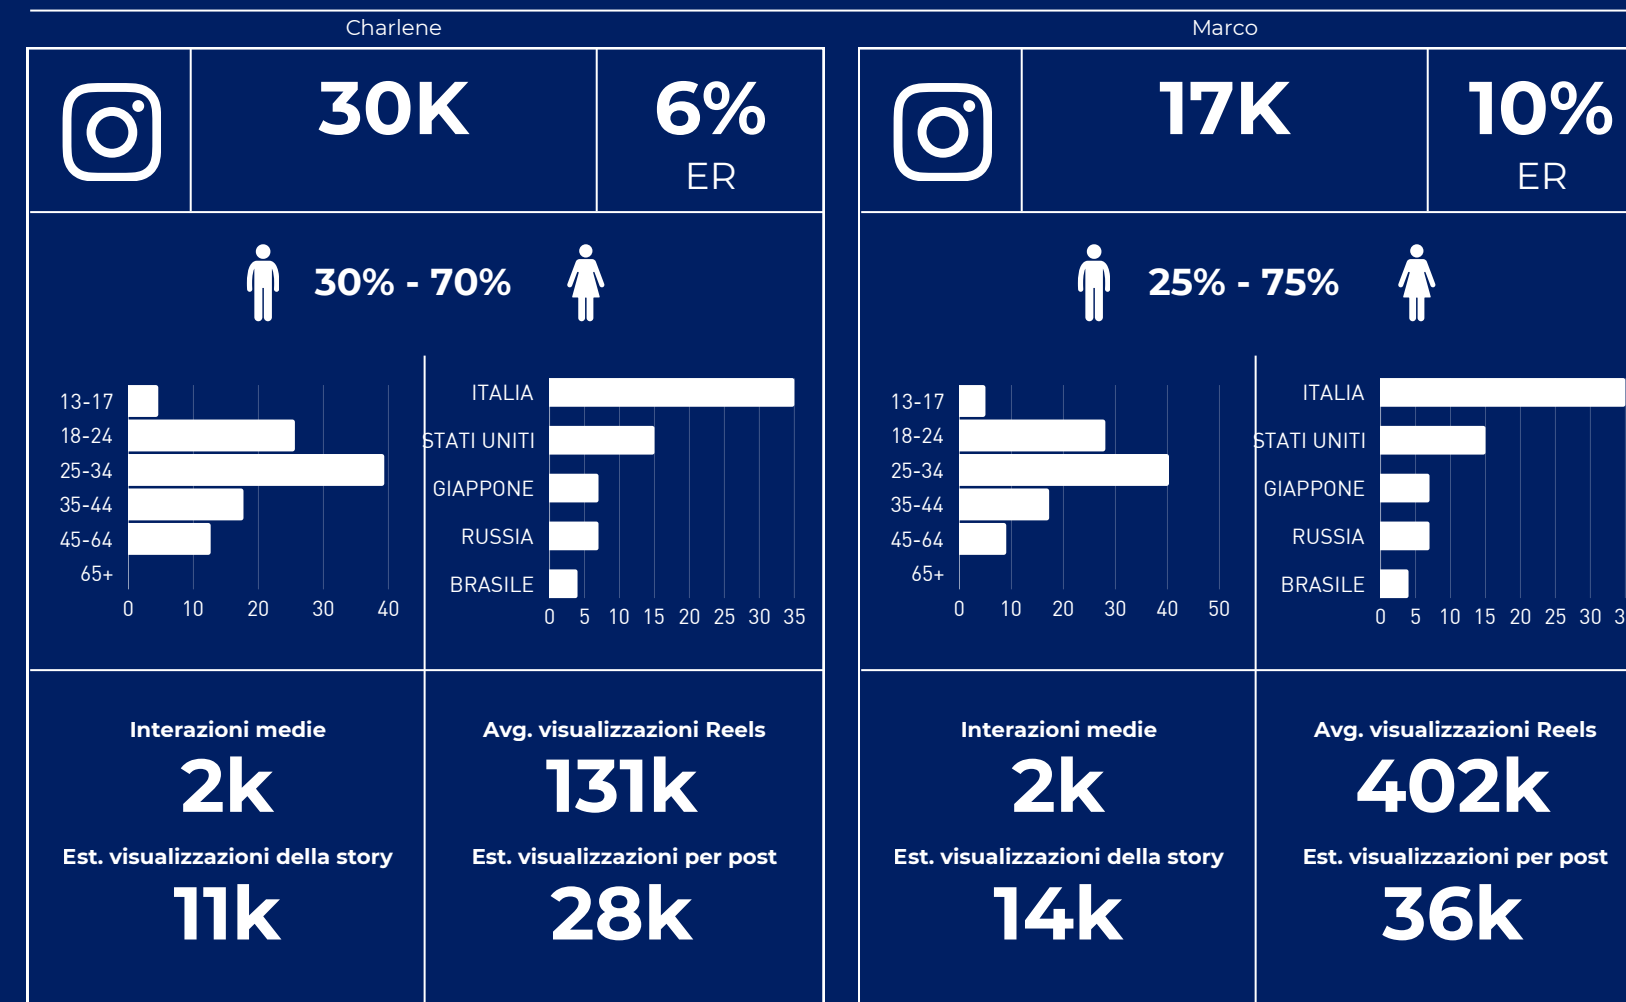 Charlene
30K
6%
ER
30% - 70%
13-17
18-24
25-34
35-44
45-64
65+
0 10 20 30 40
ITALIA
STATI UNITI
GIAPPONE
RUSSIA
BRASILE
0 5 10 15 20 25 30 35
Interazioni medie
2k
Est. visualizzazioni della story
11k
Avg. visualizzazioni Reels
131k
Est. visualizzazioni per post
28k
Marco
17K
10%
ER
25% - 75%
13-17
18-24
25-34
35-44
45-64
65+
0 10 20 30 40 50
ITALIA
STATI UNITI
GIAPPONE
RUSSIA
BRASILE
0 5 10 15 20 25 30
Interazioni medie
2k
Est. visualizzazioni della story
14k
Avg. visualizzazioni Reels
402k
Est. visualizzazioni per post
36k